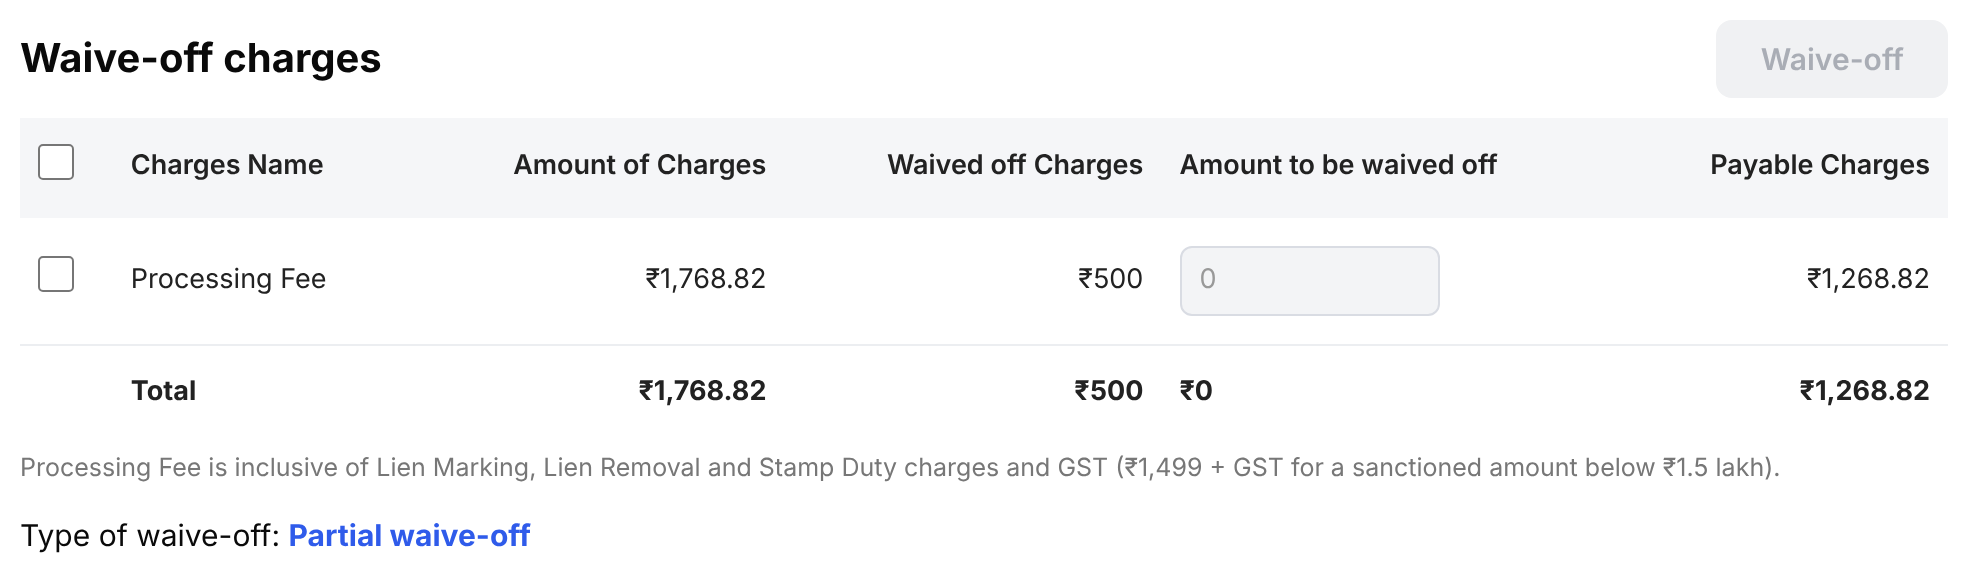 Waive-off charges
Waive-off
Charges Name Amount of Charges Waived off Charges Amount to be waived off Payable Charges
Processing Fee ₹1,768.82 ₹500 0 ₹1,268.82
Total ₹1,768.82 ₹500 ₹0 ₹1,268.82
Processing Fee is inclusive of Lien Marking, Lien Removal and Stamp Duty charges and GST (₹1,499 + GST for a sanctioned amount below ₹1.5 lakh).
Type of waive-off: Partial waive-off